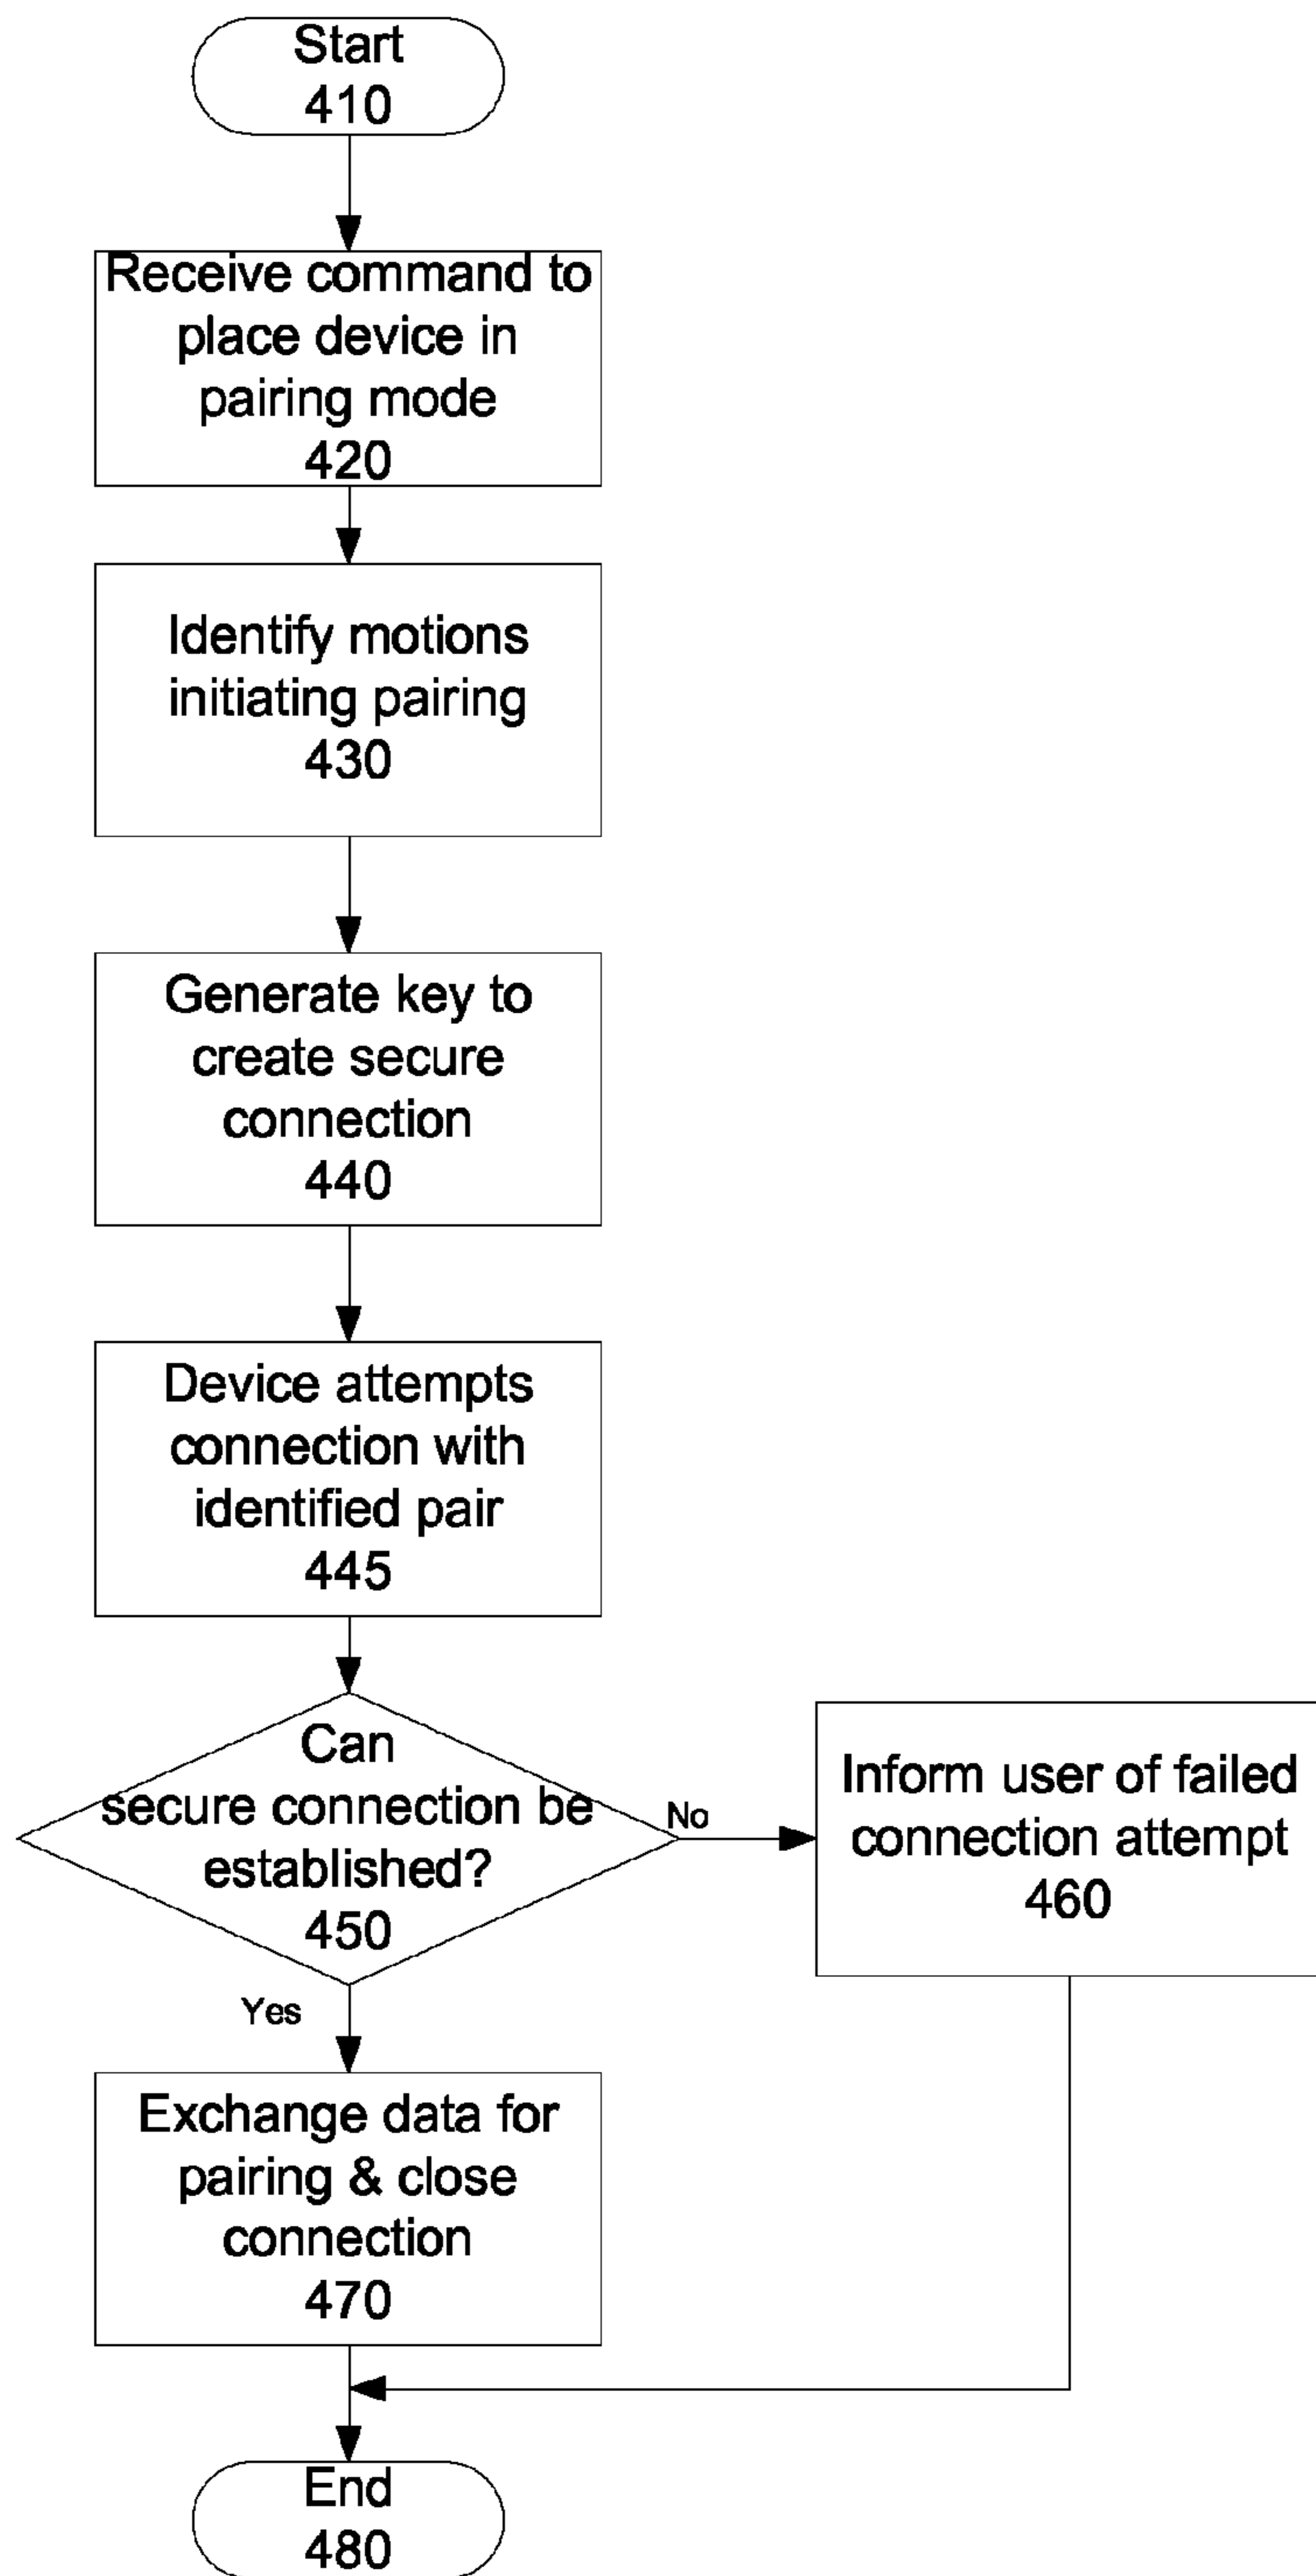 Start
410
Receive command to
place device in
pairing mode
420
Identify motions
initiating pairing
430
Generate key to
create secure
connection
440
Device attempts
connection with
identified pair
445
Can
secure connection be
established?
450
No
Inform user of failed
connection attempt
460
Yes
Exchange data for
pairing & close
connection
470
End
480